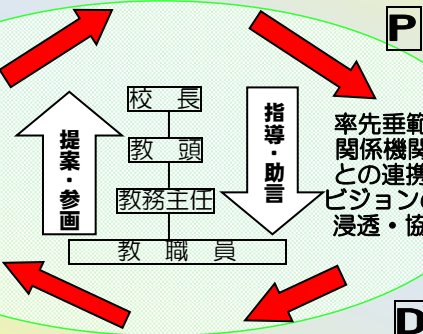 P
校　長
教　頭
教務主任
教　職　員
提案・参画
指導・助言
率先垂範
関係機関
との連携
ビジョンの
浸透・協
D